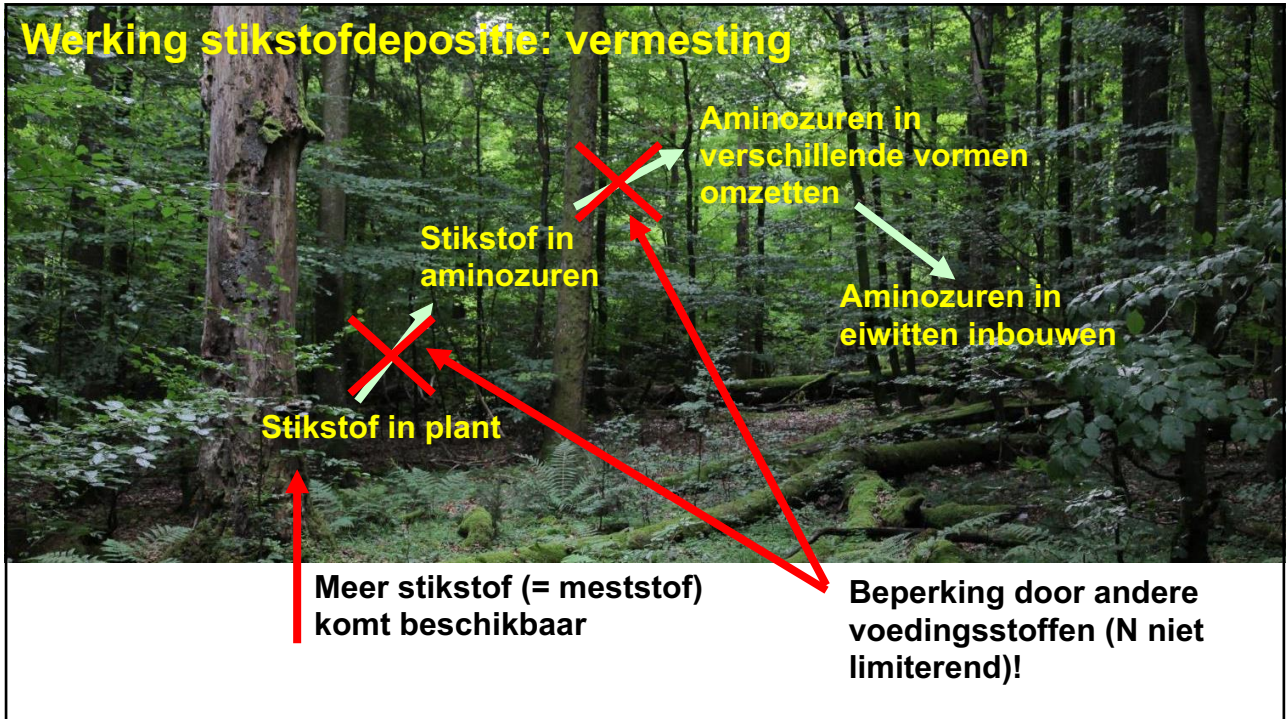 Werking stikstofdepositie: vermesting
Aminozuren in
verschillende vormen
omzetten
Stikstof in
aminozuren
Aminozuren in
eiwitten inbouwen
Stikstof in plant
Meer stikstof (= meststof)
komt beschikbaar
Beperking door andere
voedingsstoffen (N niet
limiterend)!